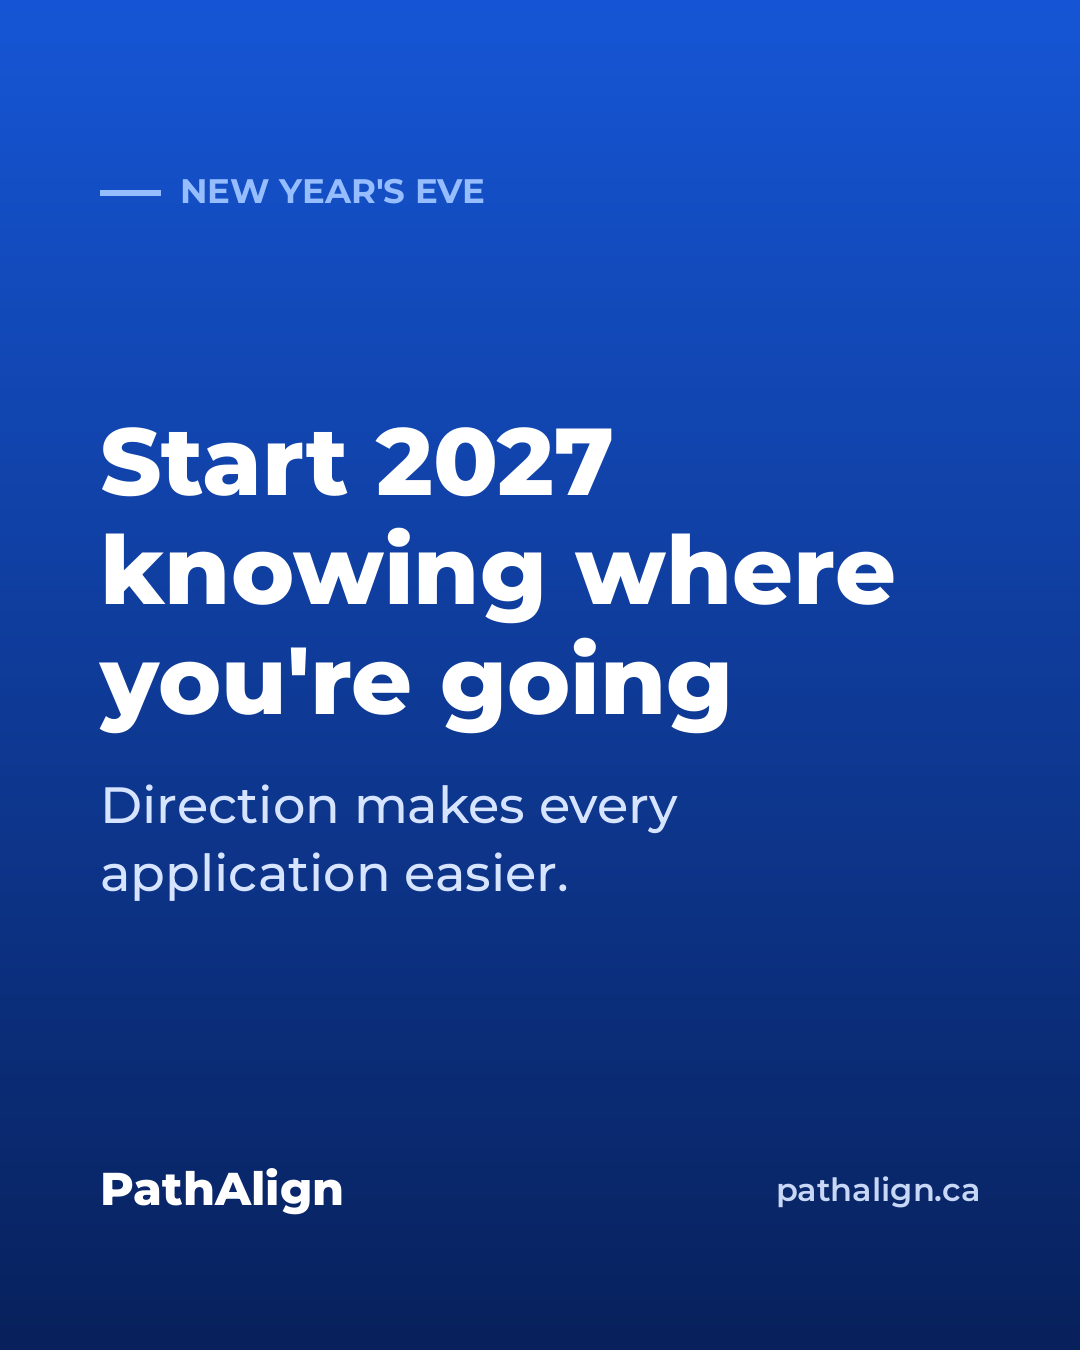 NEW YEAR'S EVE
Start 2027
knowing where
you're going
Direction makes every
application easier.
PathAlign
pathalign.ca